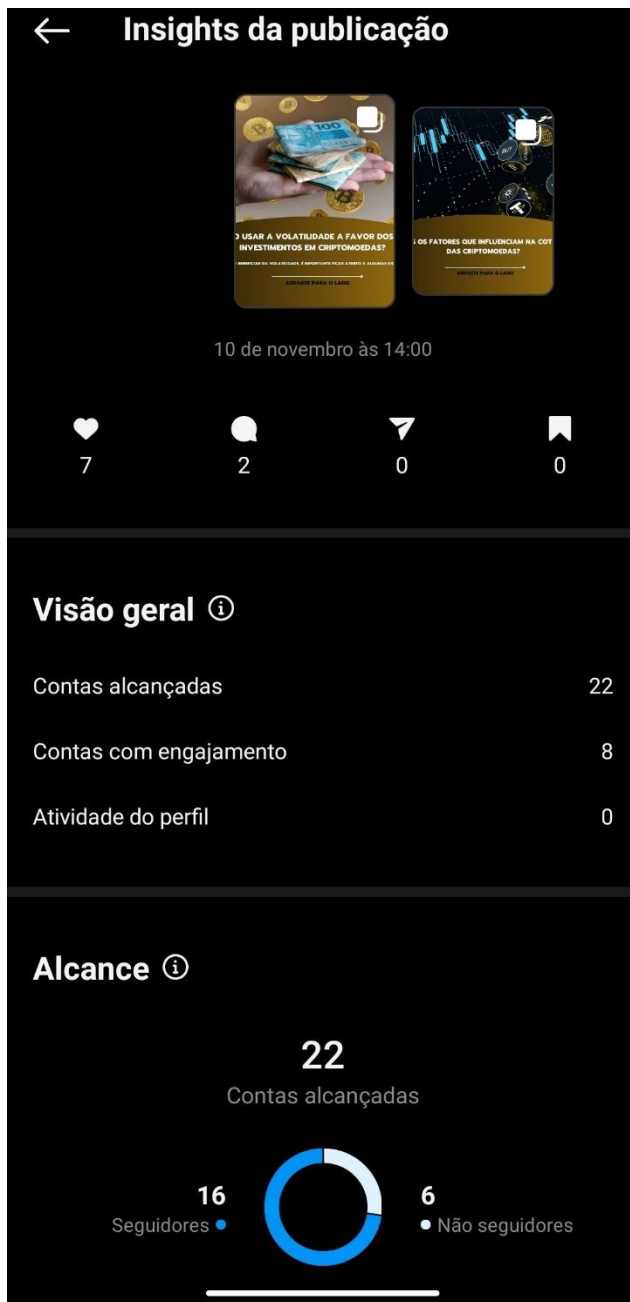 Insights da publicação
100
O USAR A VOLATILIDADE A FAVOR DOS
INVESTIMENTOS EM CRIPTOMOEDAS?
ARRASTE PARA O LADO
S OS FATORES QUE INFLUENCIAM NA COT
DAS CRIPTOMOEDAS?
ARRASTE PARA O LADO
10 de novembro às 14:00
7 2 0 0
Visão geral
Contas alcançadas 22
Contas com engajamento 8
Atividade do perfil 0
Alcance
22
Contas alcançadas
16 6
Seguidores Não seguidores